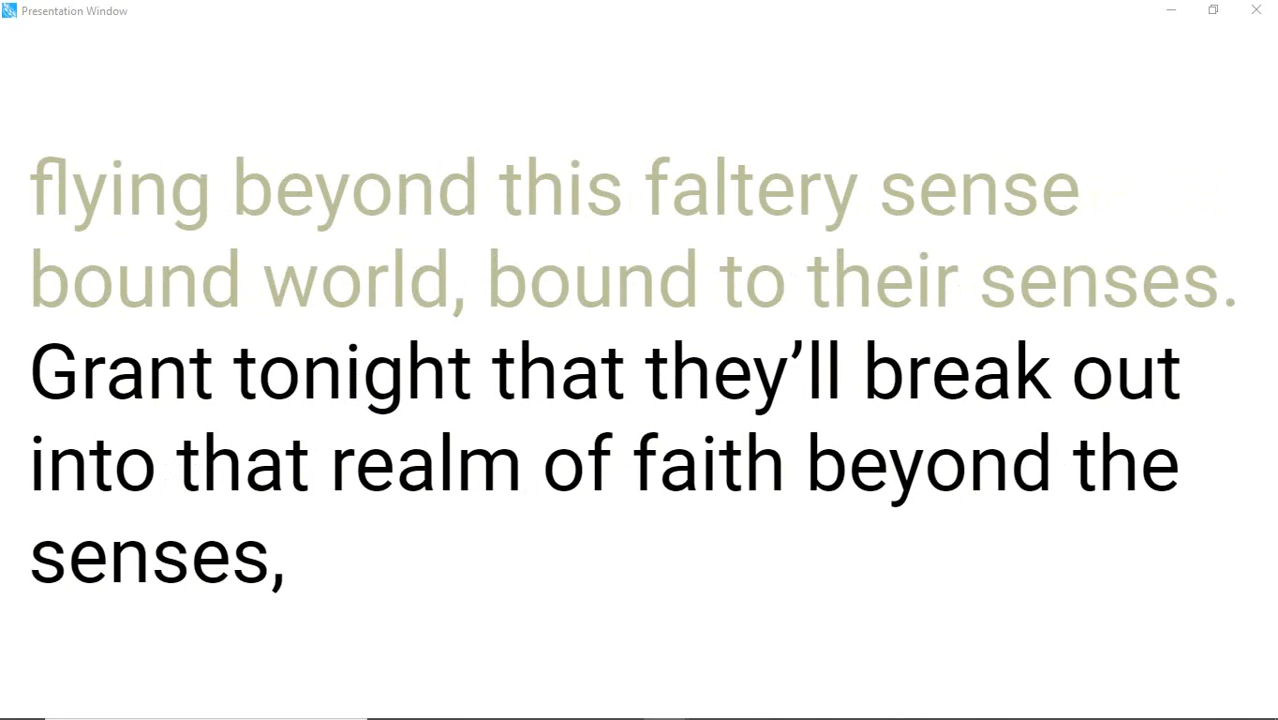 Presentation Window
flying beyond this faltery sense
bound world, bound to their senses.
Grant tonight that they’ll break out
into that realm of faith beyond the
senses,